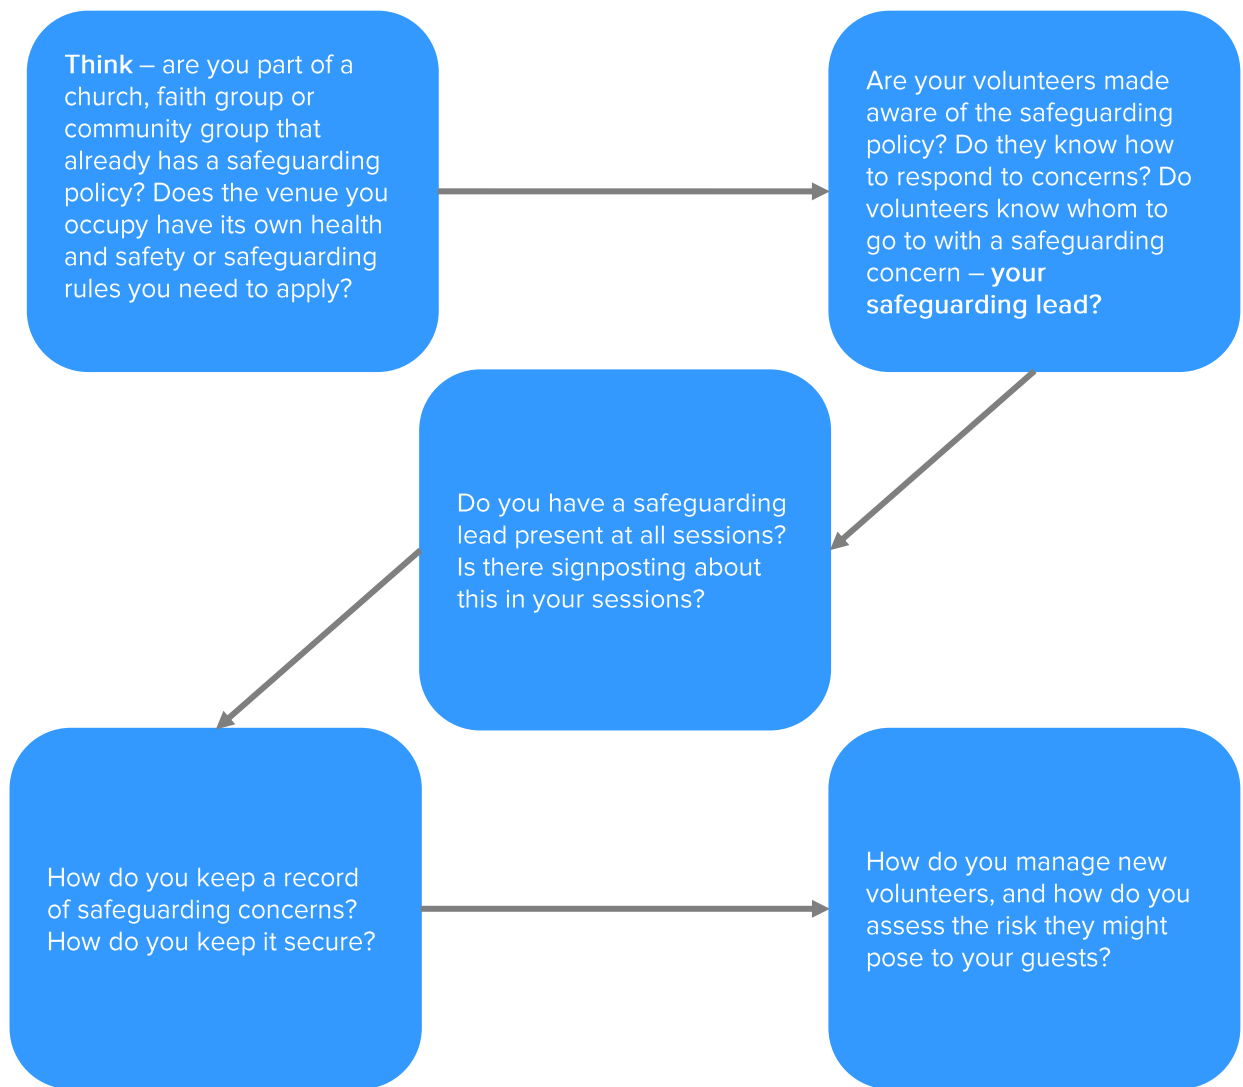 Think – are you part of a
church, faith group or
community group that
already has a safeguarding
policy? Does the venue you
occupy have its own health
and safety or safeguarding
rules you need to apply?
Are your volunteers made
aware of the safeguarding
policy? Do they know how
to respond to concerns? Do
volunteers know whom to
go to with a safeguarding
concern – your
safeguarding lead?
Do you have a safeguarding
lead present at all sessions?
Is there signposting about
this in your sessions?
How do you keep a record
of safeguarding concerns?
How do you keep it secure?
How do you manage new
volunteers, and how do you
assess the risk they might
pose to your guests?